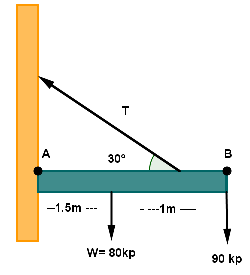 T
A
30°
B
--1.5m ---
- ---1m ----
W= 80kp
90 kp